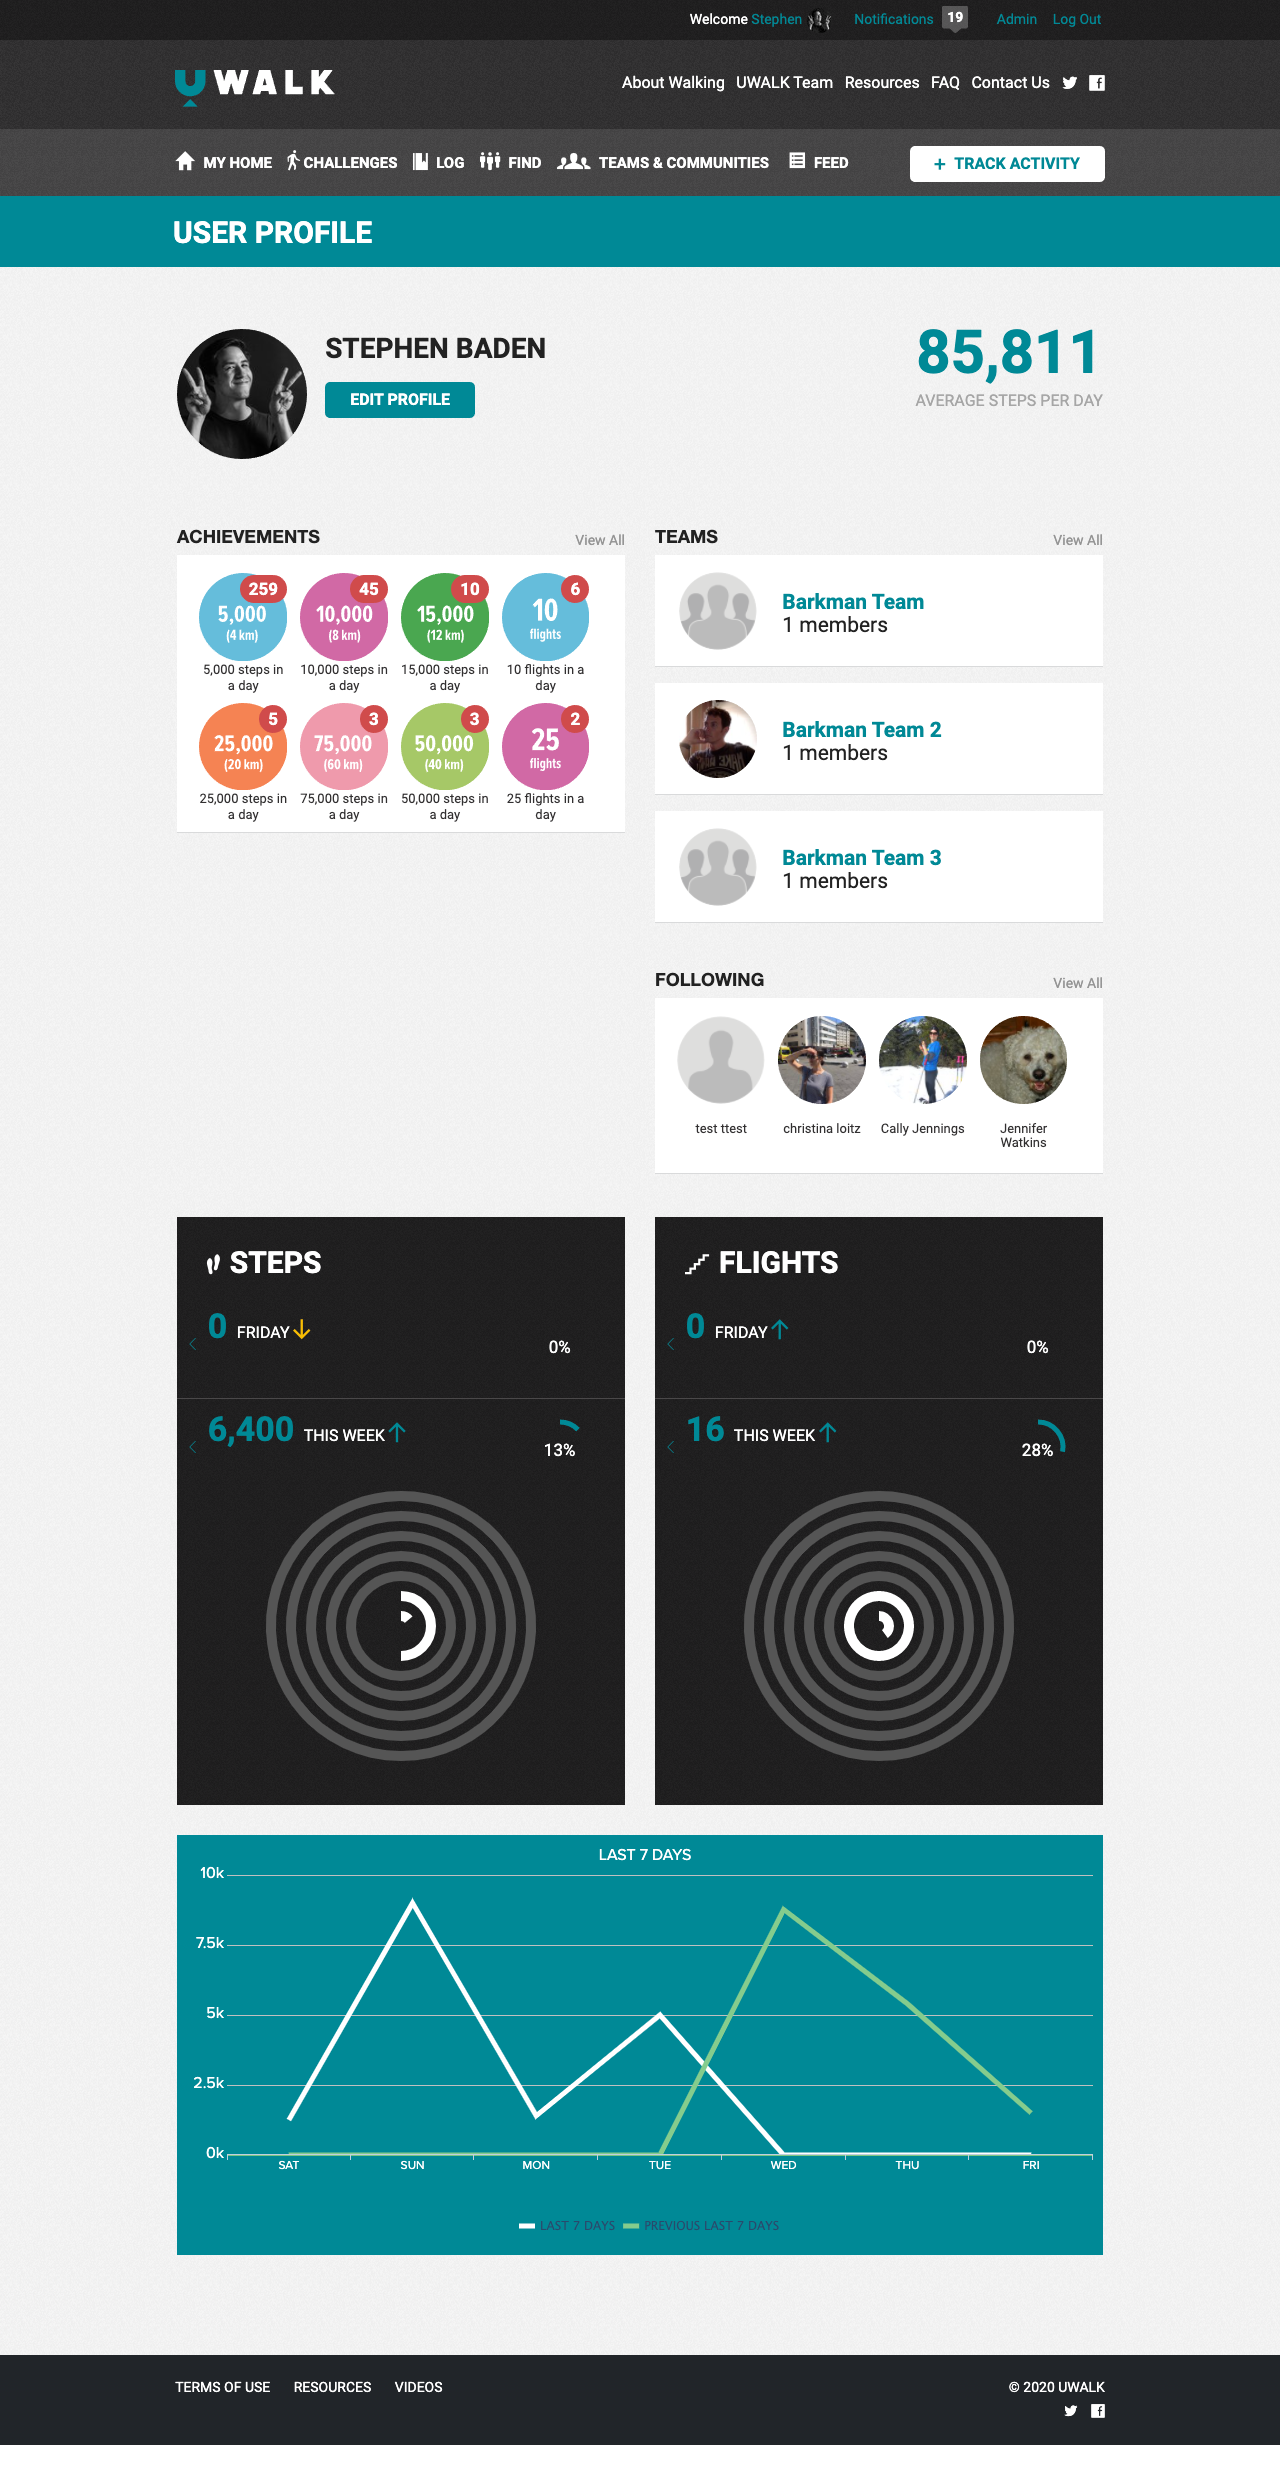 Welcome Stephen Notifications 19 Admin Log Out
UWALK
About Walking UWALK Team Resources FAQ Contact Us
MY HOME CHALLENGES LOG FIND TEAMS & COMMUNITIES FEED + TRACK ACTIVITY
USER PROFILE
STEPHEN BADEN
EDIT PROFILE
85,811
AVERAGE STEPS PER DAY
ACHIEVEMENTS View All
259 45 10 6
5,000 10,000 15,000 10
(4 km) (8 km) (12 km) flights
5,000 steps in 10,000 steps in 15,000 steps in 10 flights in a
a day a day a day day
5 3 3 2
25,000 75,000 50,000 25
(20 km) (60 km) (40 km) flights
25,000 steps in 75,000 steps in 50,000 steps in 25 flights in a
a day a day a day day
TEAMS View All
Barkman Team
1 members
Barkman Team 2
1 members
Barkman Team 3
1 members
FOLLOWING View All
test ttest christina loitz Cally Jennings Jennifer
Watkins
STEPS
0 FRIDAY
0%
6,400 THIS WEEK
13%
FLIGHTS
0 FRIDAY
0%
16 THIS WEEK
28%
LAST 7 DAYS
10k
7.5k
5k
2.5k
0k
SAT SUN MON TUE WED THU FRI
LAST 7 DAYS PREVIOUS LAST 7 DAYS
TERMS OF USE RESOURCES VIDEOS
© 2020 UWALK